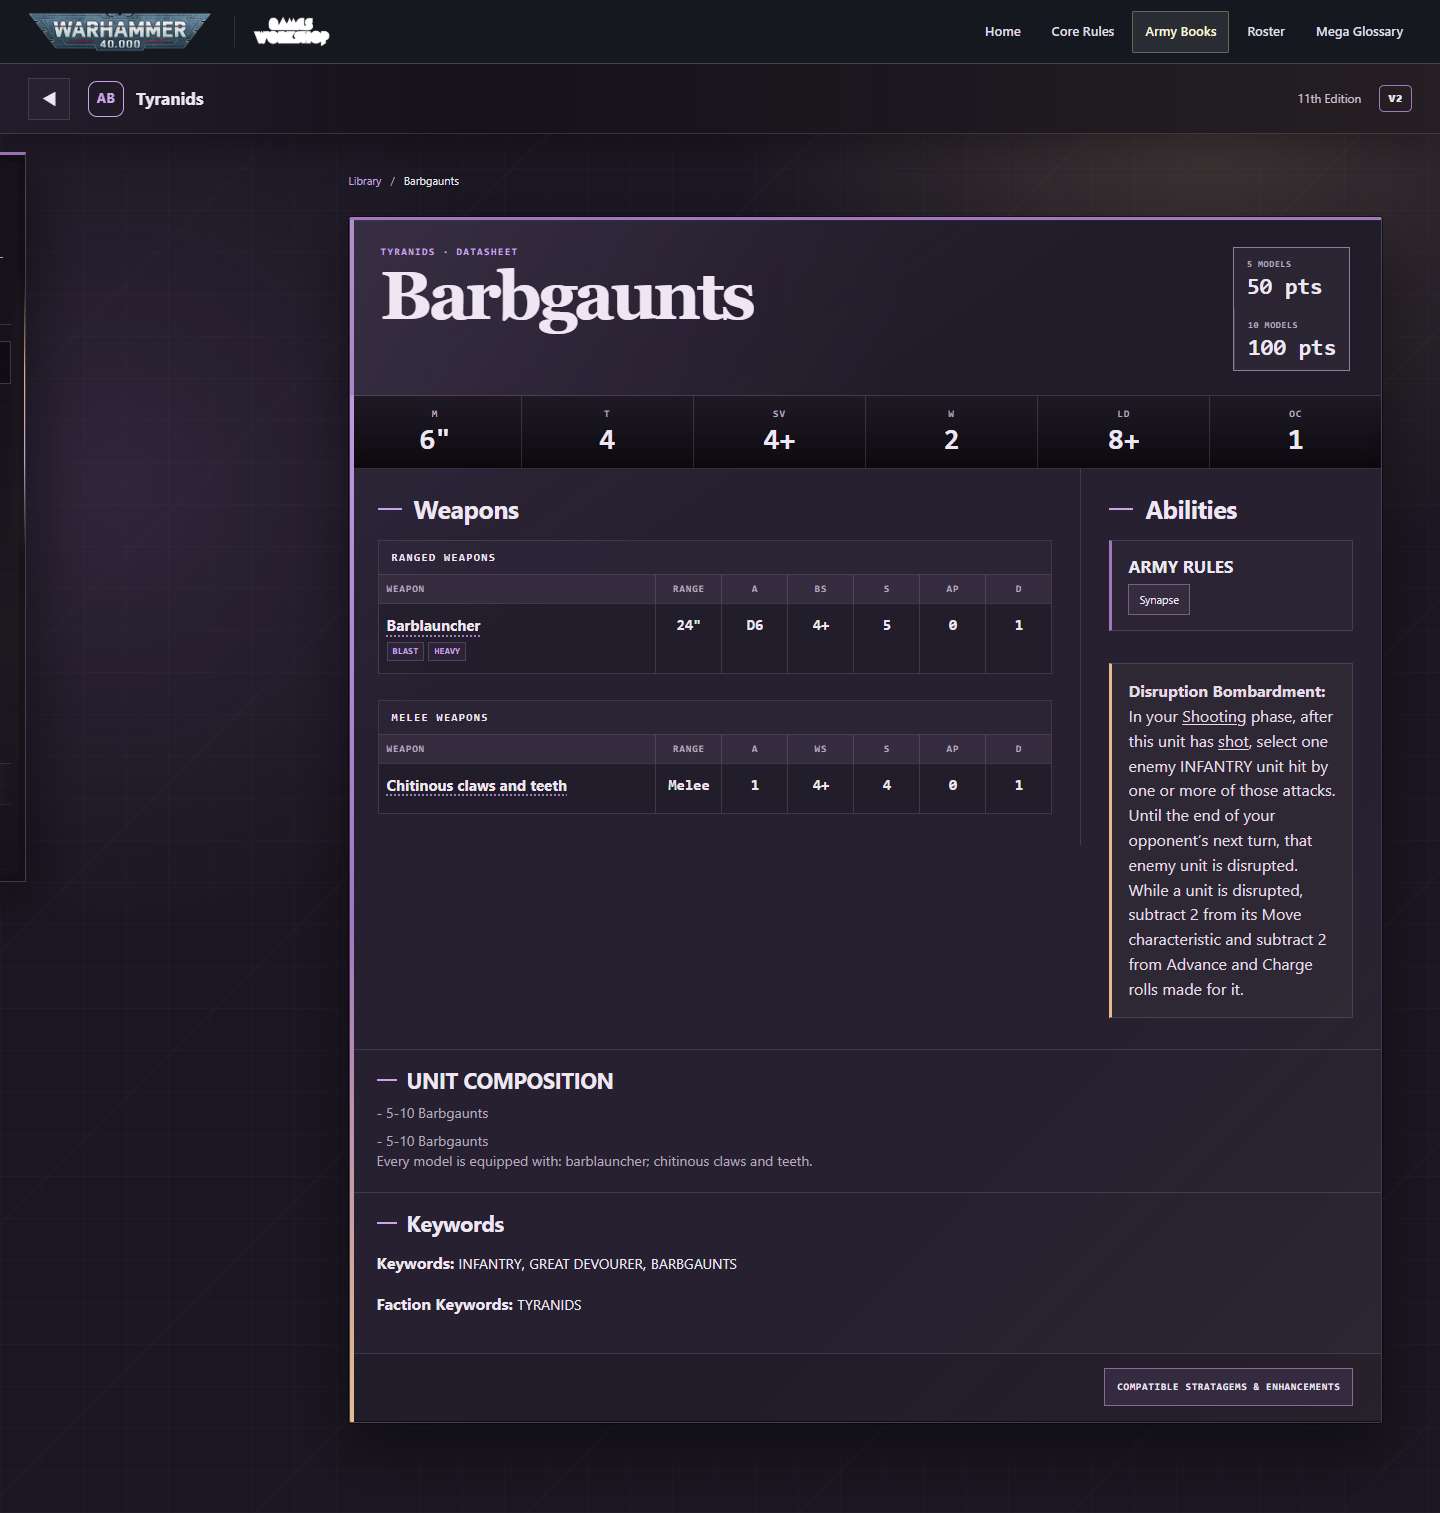 WARHAMMER
40,000
GAMES
WORKSHOP
Home
Core Rules
Army Books
Roster
Mega Glossary
◀
AB
Tyranids
11th Edition
V2
Library / Barbgaunts
TYRANIDS · DATASHEET
Barbgaunts
5 MODELS
50 pts
10 MODELS
100 pts
M
6"
T
4
SV
4+
W
2
LD
8+
OC
1
Weapons
RANGED WEAPONS
WEAPON RANGE A BS S AP D
Barblauncher 24" D6 4+ 5 0 1
BLAST HEAVY
MELEE WEAPONS
WEAPON RANGE A WS S AP D
Chitinous claws and teeth Melee 1 4+ 4 0 1
Abilities
ARMY RULES
Synapse
Disruption Bombardment:
In your Shooting phase, after
this unit has shot, select one
enemy INFANTRY unit hit by
one or more of those attacks.
Until the end of your
opponent’s next turn, that
enemy unit is disrupted.
While a unit is disrupted,
subtract 2 from its Move
characteristic and subtract 2
from Advance and Charge
rolls made for it.
UNIT COMPOSITION
- 5-10 Barbgaunts
- 5-10 Barbgaunts
Every model is equipped with: barblauncher; chitinous claws and teeth.
Keywords
Keywords: INFANTRY, GREAT DEVOURER, BARBGAUNTS
Faction Keywords: TYRANIDS
COMPATIBLE STRATAGEMS & ENHANCEMENTS